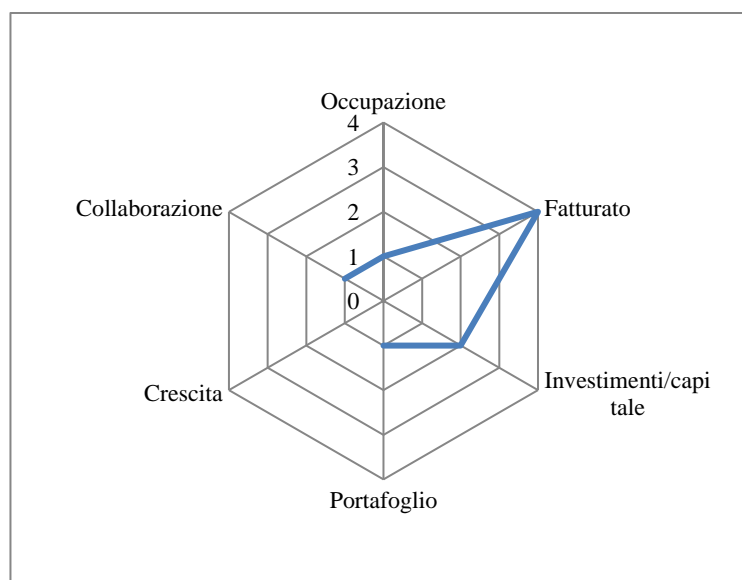 Occupazione
4
3
2
1
0
Fatturato
Investimenti/capi
tale
Portafoglio
Crescita
Collaborazione